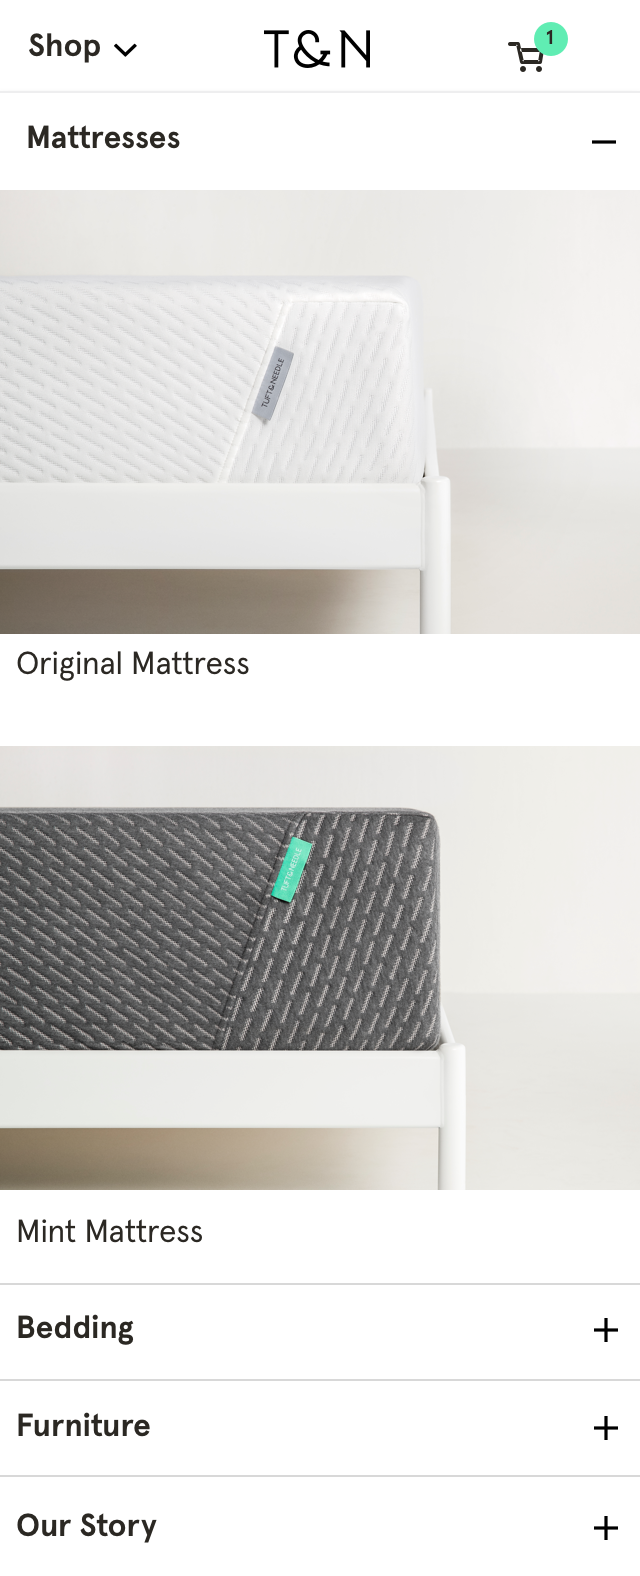 Shop
T&N
1
Mattresses
TUFT&NEEDLE
Original Mattress
TUFT&NEEDLE
Mint Mattress
Bedding
Furniture
Our Story